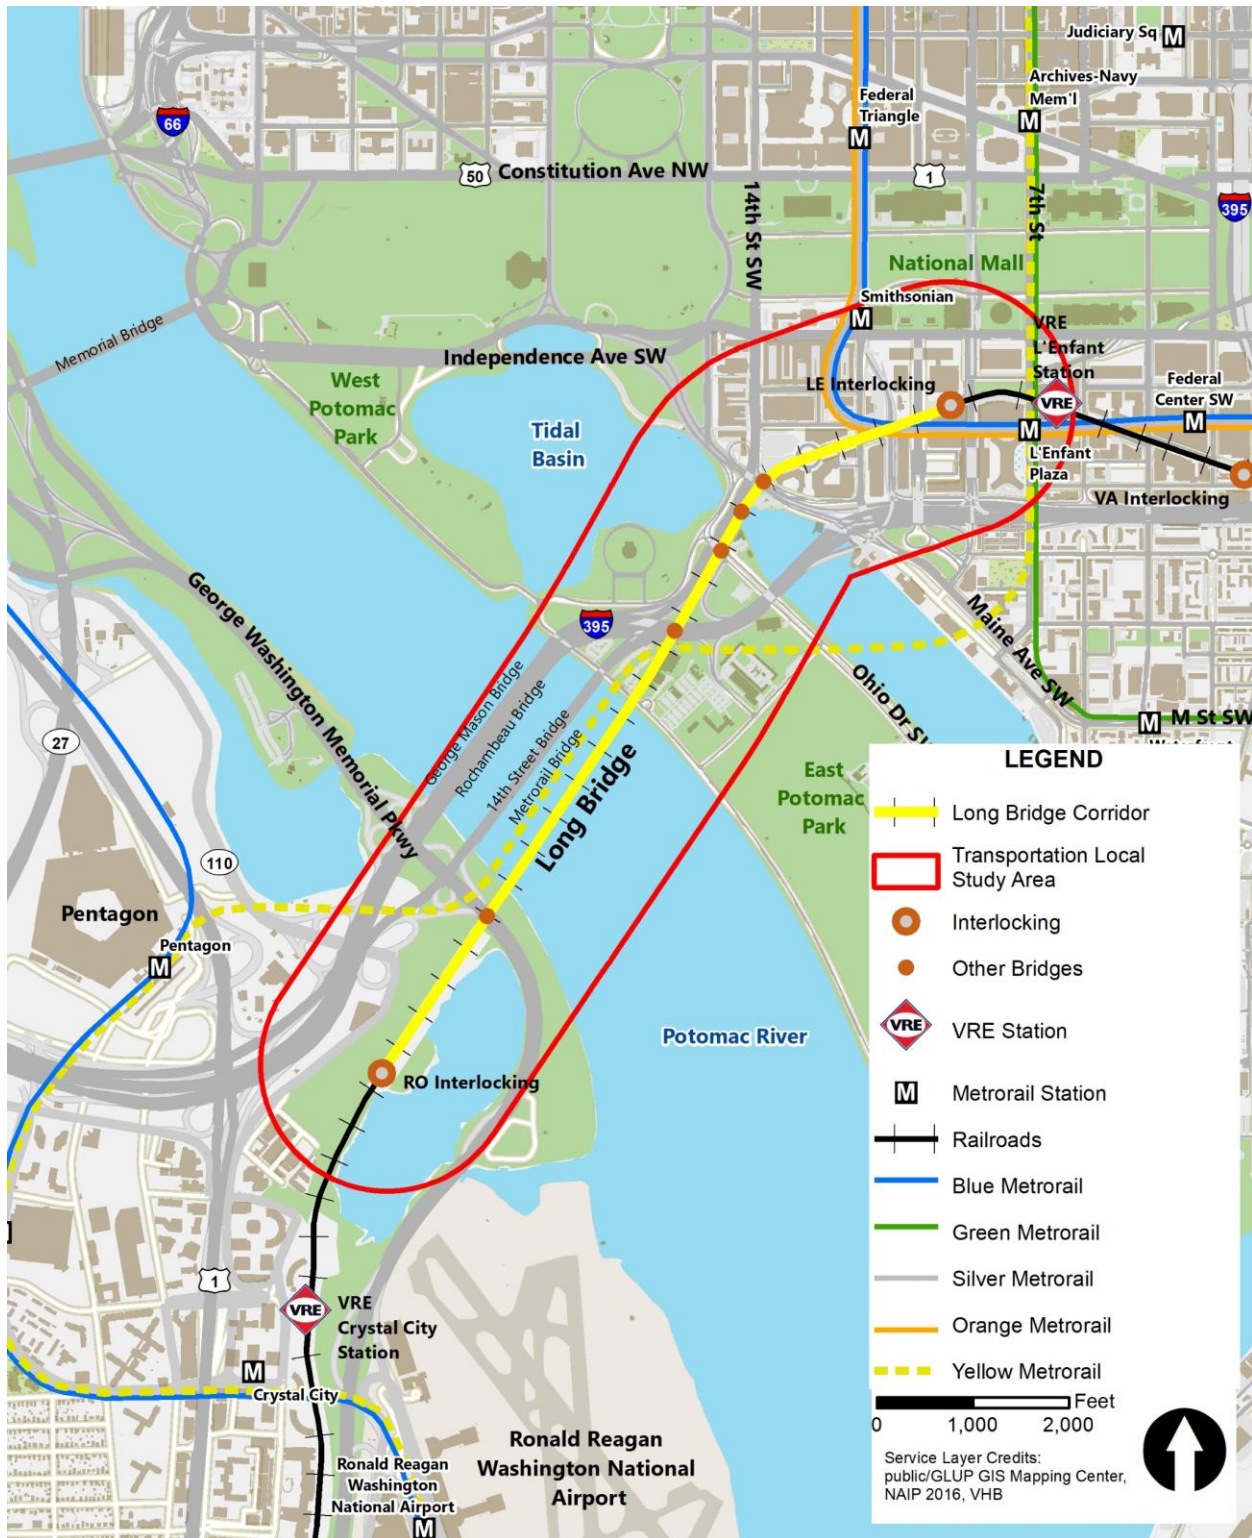 Judiciary Sq
M
Archives-Navy
Mem'l
M
Federal
Triangle
M
66
50
Constitution Ave NW
1
395
14th St SW
7th St
National Mall
Smithsonian
M
Memorial Bridge
Independence Ave SW
VRE
L'Enfant
Station
VRE
LE Interlocking
Federal
Center SW
M
West
Potomac
Park
Tidal
Basin
M
L'Enfant
Plaza
VA Interlocking
George Washington Memorial Pkwy
395
Maine Ave SW
Ohio Dr SW
M
M St SW
George Mason Bridge
Rochambeau Bridge
14th Street Bridge
Metrorail Bridge
Long Bridge
27
110
East
Potomac
Park
Pentagon
Pentagon
M
Potomac River
RO Interlocking
1
VRE
VRE
Crystal City
Station
M
Crystal City
Ronald Reagan
Washington
National Airport
M
Ronald Reagan
Washington National
Airport
LEGEND
Long Bridge Corridor
Transportation Local
Study Area
Interlocking
Other Bridges
VRE
VRE Station
M
Metrorail Station
Railroads
Blue Metrorail
Green Metrorail
Silver Metrorail
Orange Metrorail
Yellow Metrorail
Feet
0 1,000 2,000
Service Layer Credits:
public/GLUP GIS Mapping Center,
NAIP 2016, VHB